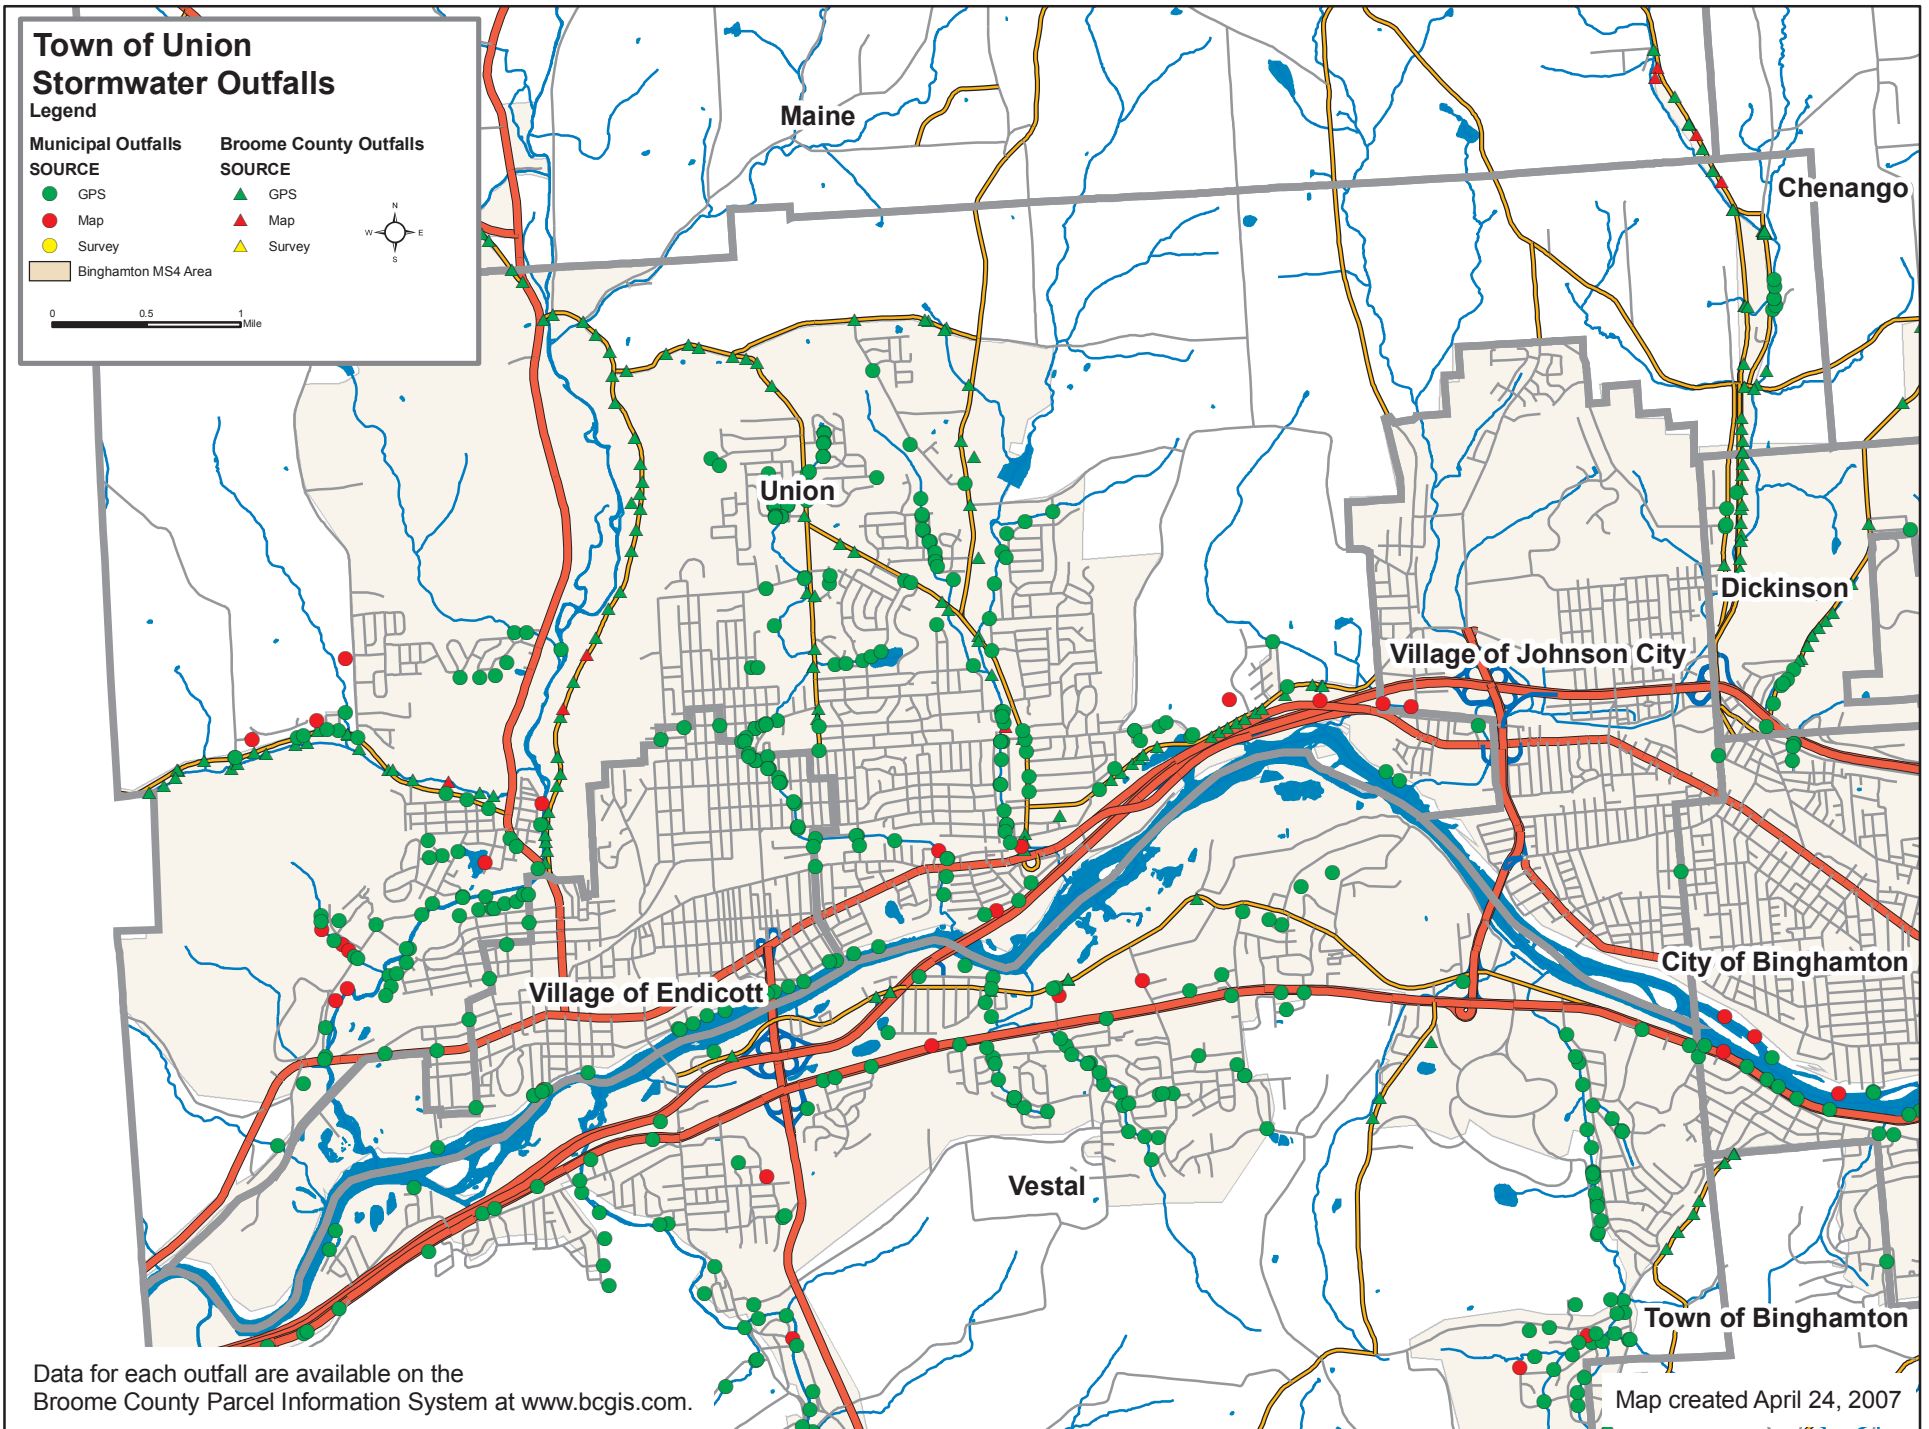 Town of Union
Stormwater Outfalls
Legend
Municipal Outfalls
SOURCE
GPS
Map
Survey
Broome County Outfalls
SOURCE
GPS
Map
Survey
Binghamton MS4 Area
N
W
E
S
0 0.5 1
Mile
Maine
Chenango
Union
Dickinson
Village of Johnson City
City of Binghamton
Village of Endicott
Vestal
Town of Binghamton
Data for each outfall are available on the
Broome County Parcel Information System at www.bcgis.com.
Map created April 24, 2007